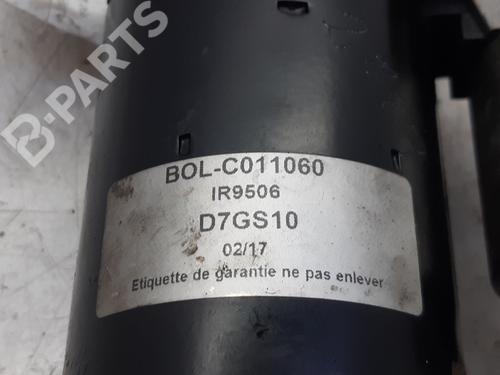 B-PARTS
BOL-C011060
IR9506
D7GS10
02/17
Etiquette de garantie ne pas enlever